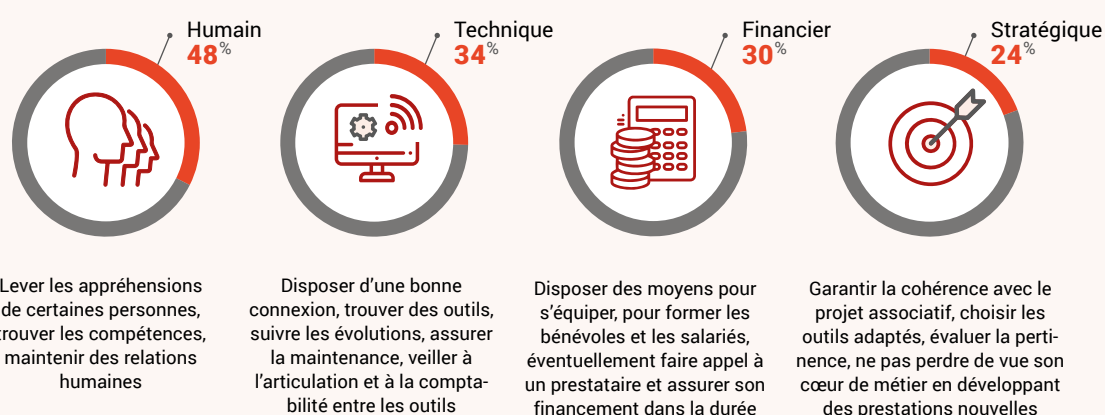 Humain
48%
Lever les appréhensions
de certaines personnes,
trouver les compétences,
maintenir des relations
humaines
Technique
34%
Disposer d’une bonne
connexion, trouver des outils,
suivre les évolutions, assurer
la maintenance, veiller à
l’articulation et à la compta-
bilité entre les outils
Financier
30%
Disposer des moyens pour
s’équiper, pour former les
bénévoles et les salariés,
éventuellement faire appel à
un prestataire et assurer son
financement dans la durée
Stratégique
24%
Garantir la cohérence avec le
projet associatif, choisir les
outils adaptés, évaluer la perti-
nence, ne pas perdre de vue son
cœur de métier en développant
des prestations nouvelles